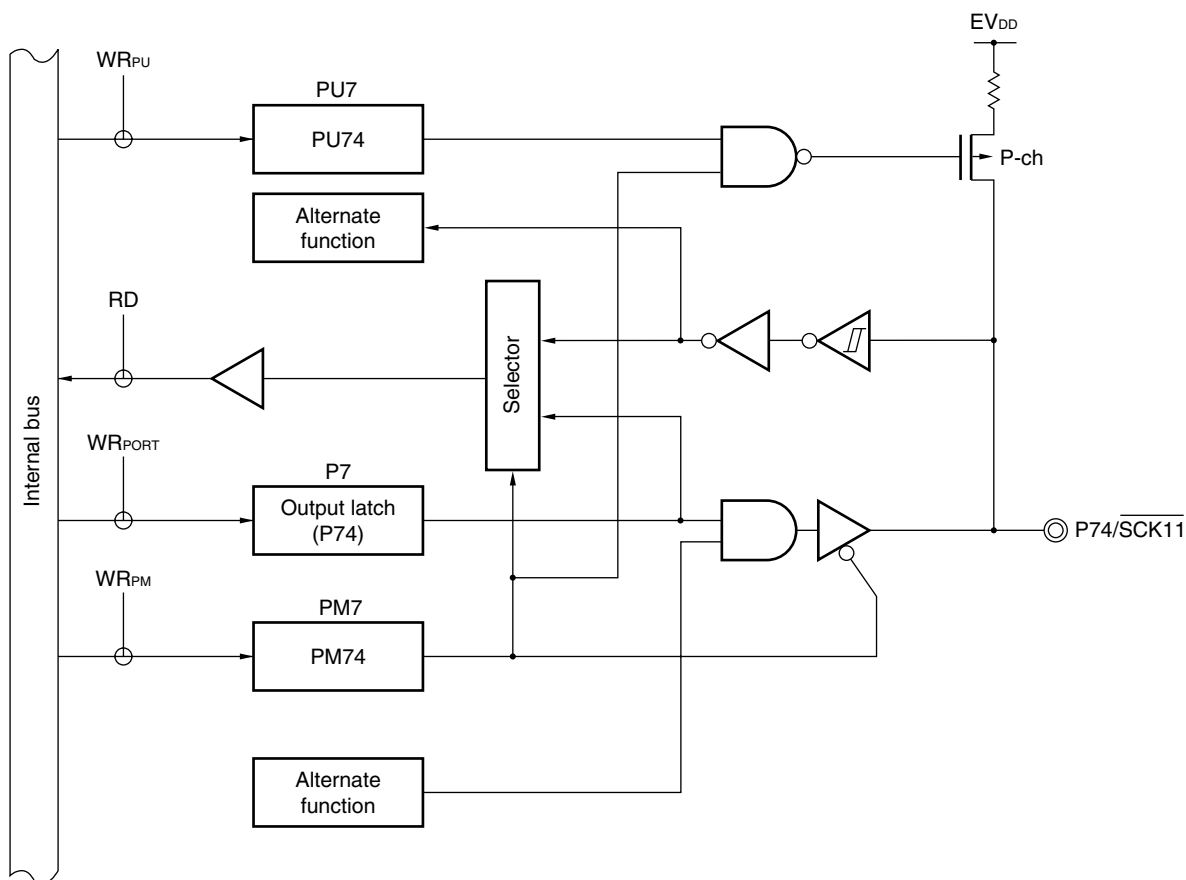 EVDD
WRPU
PU7
PU74
P-ch
Alternate
function
RD
Selector
Internal bus
WRPORT
P7
Output latch
(P74)
P74/SCK11
WRPM
PM7
PM74
Alternate
function